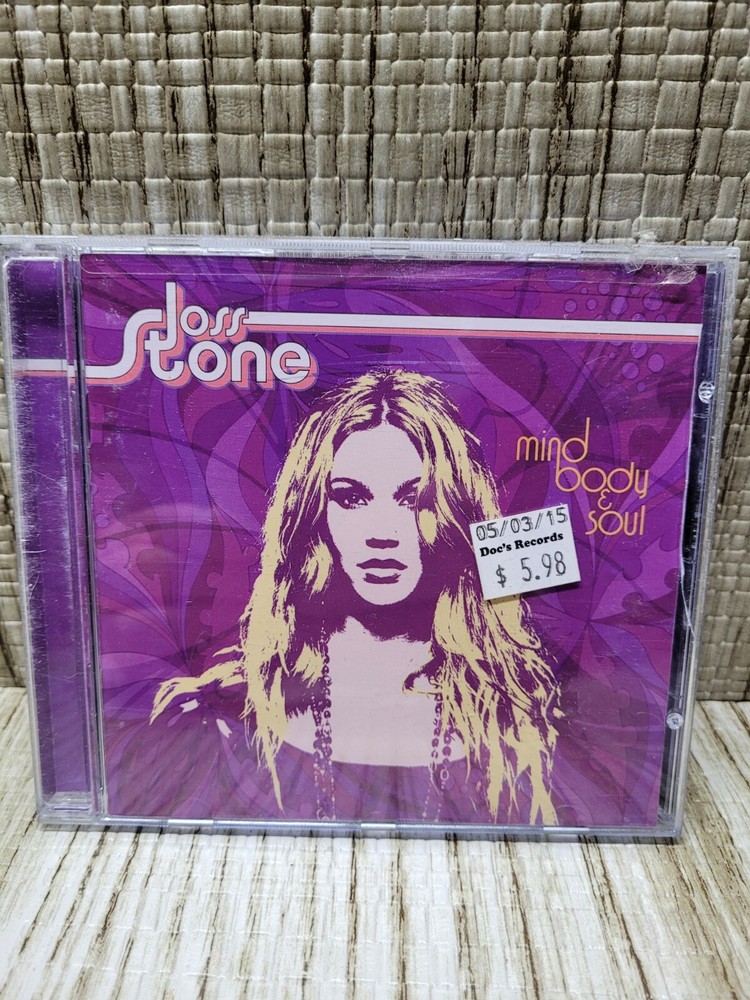 Joss
Stone
mind
body
&
soul
05/03/15
Doc's Records
$ 5.98